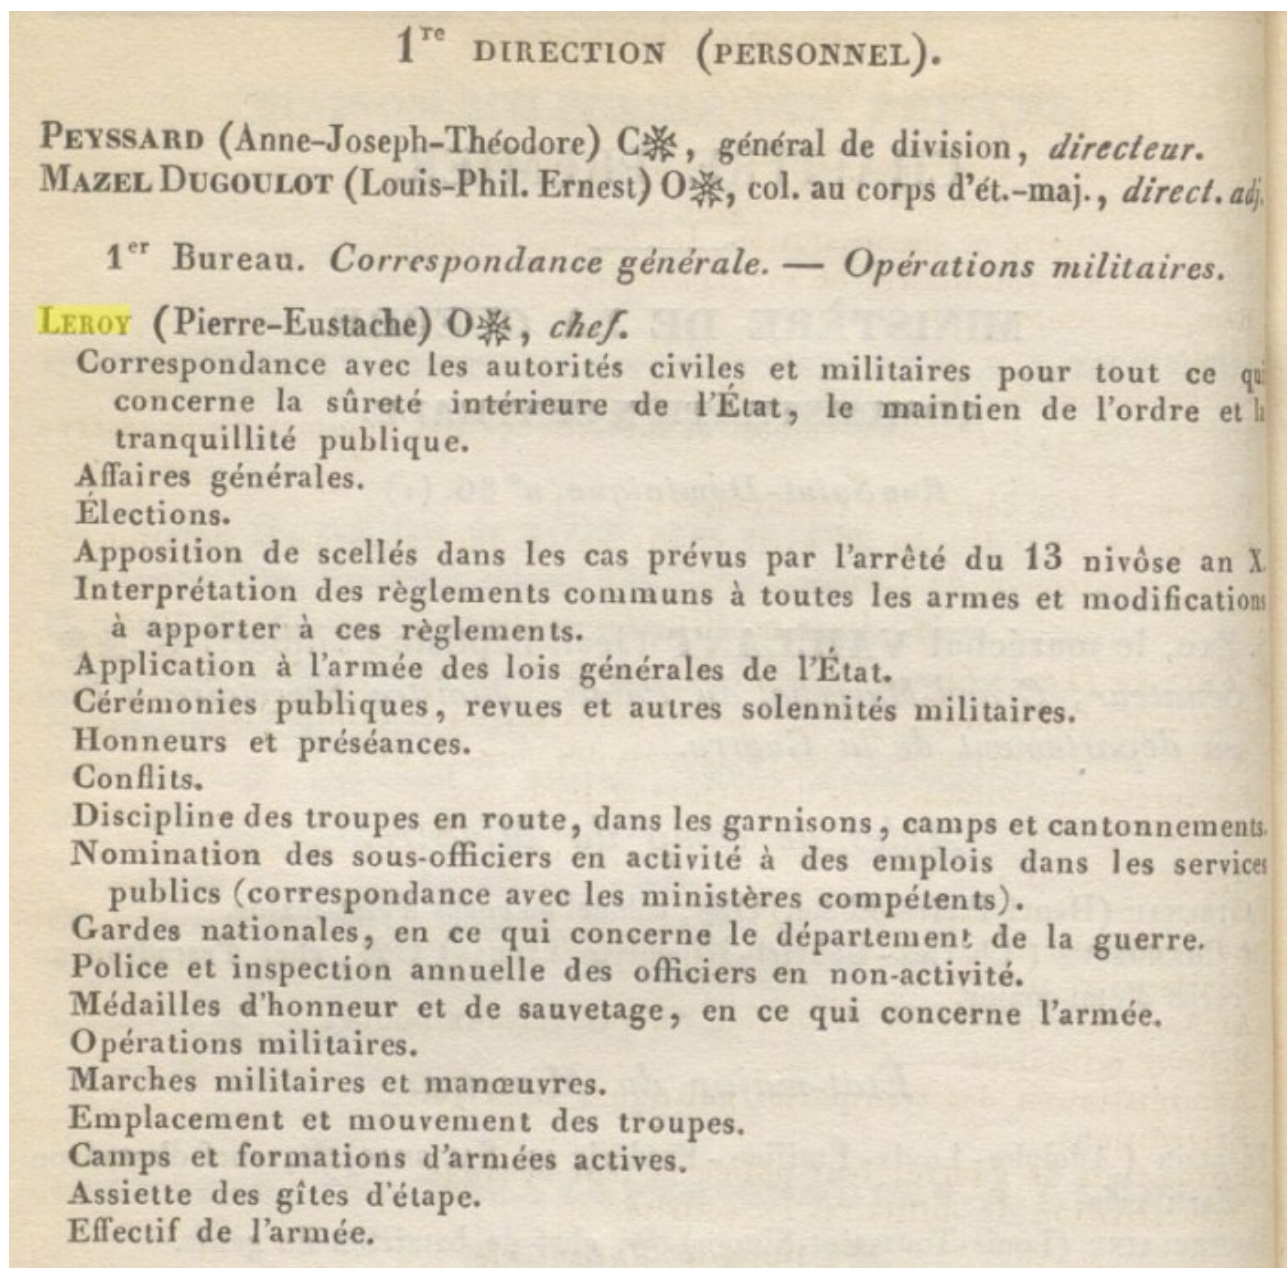 1re DIRECTION (PERSONNEL).
PEYSSARD (Anne-Joseph-Théodore) C✻, général de division, directeur.
MAZEL DUGOULOT (Louis-Phil. Ernest) O✻, col. au corps d'ét.-maj., direct. adj.
1er Bureau. Correspondance générale. — Opérations militaires.
LEROY (Pierre-Eustache) O✻, chef.
Correspondance avec les autorités civiles et militaires pour tout ce qui
concerne la sûreté intérieure de l'État, le maintien de l'ordre et la
tranquillité publique.
Affaires générales.
Élections.
Apposition de scellés dans les cas prévus par l'arrêté du 13 nivôse an X.
Interprétation des règlements communs à toutes les armes et modifications
à apporter à ces règlements.
Application à l'armée des lois générales de l'État.
Cérémonies publiques, revues et autres solennités militaires.
Honneurs et préséances.
Conflits.
Discipline des troupes en route, dans les garnisons, camps et cantonnements.
Nomination des sous-officiers en activité à des emplois dans les services
publics (correspondance avec les ministères compétents).
Gardes nationales, en ce qui concerne le département de la guerre.
Police et inspection annuelle des officiers en non-activité.
Médailles d'honneur et de sauvetage, en ce qui concerne l'armée.
Opérations militaires.
Marches militaires et manœuvres.
Emplacement et mouvement des troupes.
Camps et formations d'armées actives.
Assiette des gîtes d'étape.
Effectif de l'armée.